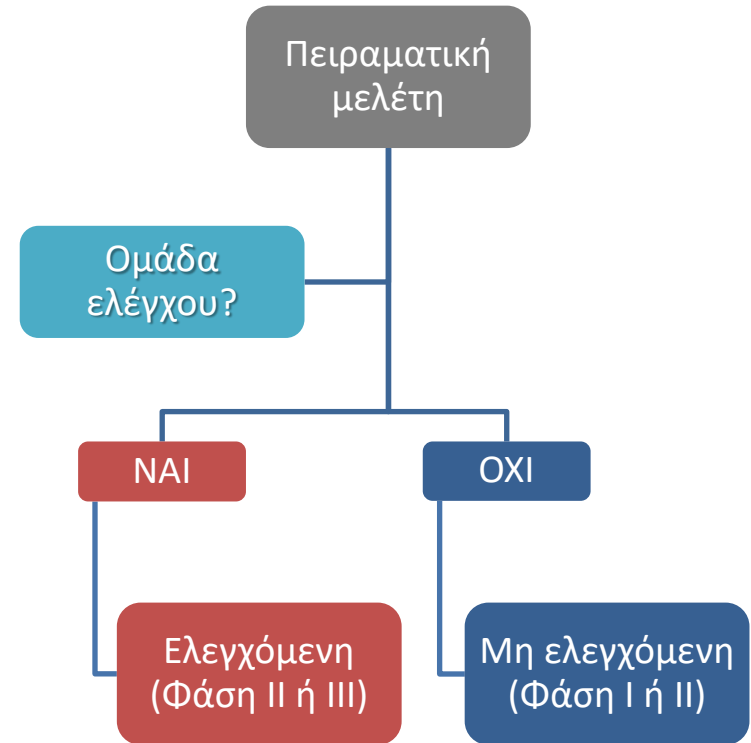 Πειραματική
μελέτη
Ομάδα
ελέγχου?
ΝΑΙ
ΟΧΙ
Ελεγχόμενη
(Φάση ΙΙ ή ΙΙΙ)
Μη ελεγχόμενη
(Φάση Ι ή ΙΙ)